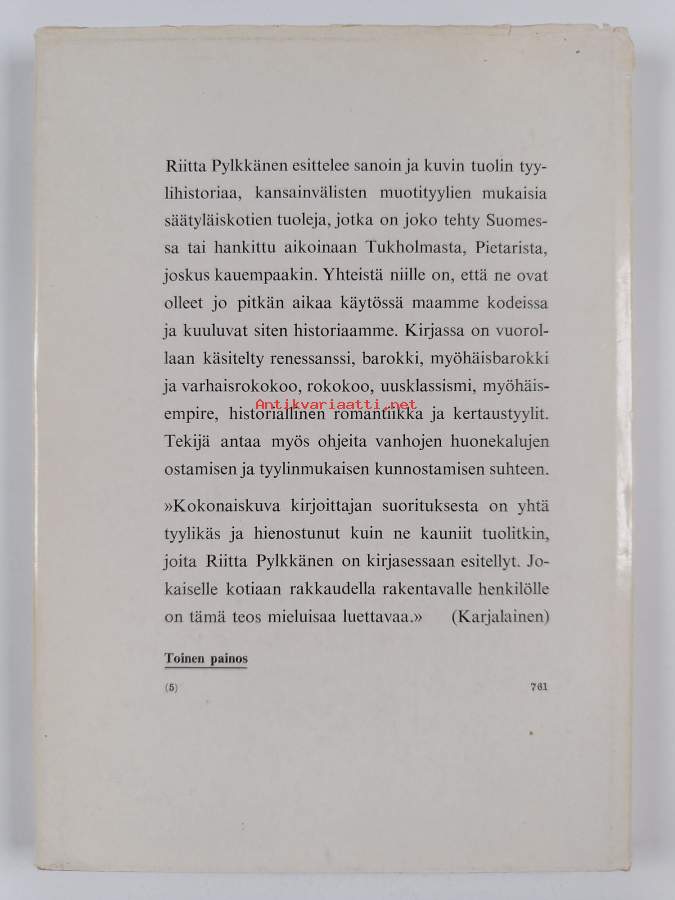 Riitta Pylkkänen esittelee sanoin ja kuvin tuolin tyy-
lihistoriaa, kansainvälisten muotityylien mukaisia
säätyläiskotien tuoleja, jotka on joko tehty Suomes-
sa tai hankittu aikoinaan Tukholmasta, Pietarista,
joskus kauempaakin. Yhteistä niille on, että ne ovat
olleet jo pitkän aikaa käytössä maamme kodeissa
ja kuuluvat siten historiaamme. Kirjassa on vuorol-
laan käsitelty renessanssi, barokki, myöhäisbarokki
ja varhaisrokokoo, rokokoo, uusklassismi, myöhäis-
Antikvariaatti.net
empire, historiallinen romantiikka ja kertaustyylit.
Tekijä antaa myös ohjeita vanhojen huonekalujen
ostamisen ja tyylinmukaisen kunnostamisen suhteen.
»Kokonaiskuva kirjoittajan suorituksesta on yhtä
tyylikäs ja hienostunut kuin ne kauniit tuolitkin,
joita Riitta Pylkkänen on kirjasessaan esitellyt. Jo-
kaiselle kotiaan rakkaudella rakentavalle henkilölle
on tämä teos mieluisaa luettavaa.» (Karjalainen)
Toinen painos
(5) 761